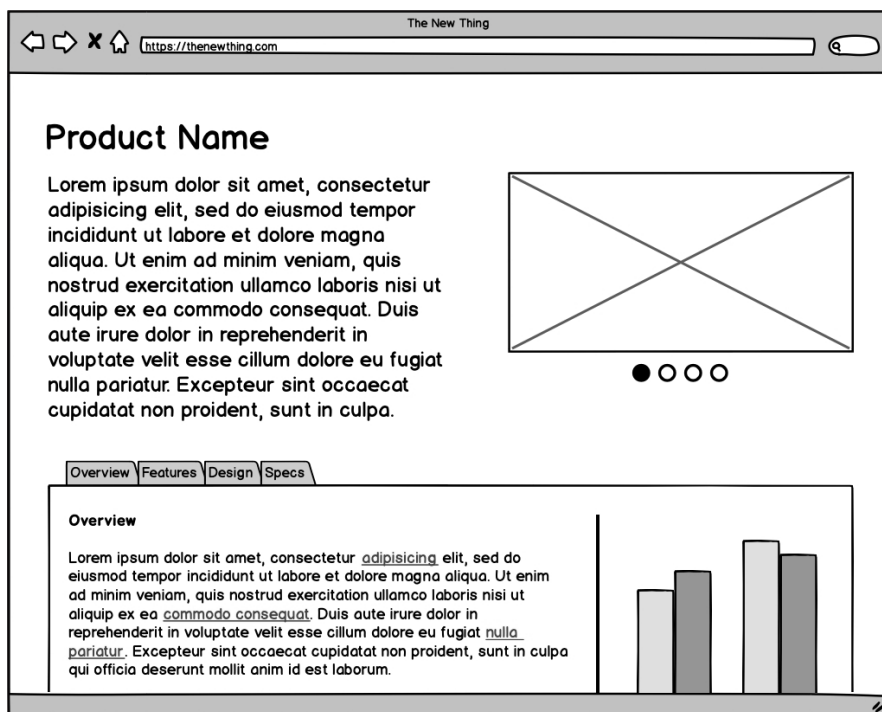 The New Thing
https://thenewthing.com
Product Name
Lorem ipsum dolor sit amet, consectetur
adipisicing elit, sed do eiusmod tempor
incididunt ut labore et dolore magna
aliqua. Ut enim ad minim veniam, quis
nostrud exercitation ullamco laboris nisi ut
aliquip ex ea commodo consequat. Duis
aute irure dolor in reprehenderit in
voluptate velit esse cillum dolore eu fugiat
nulla pariatur. Excepteur sint occaecat
cupidatat non proident, sunt in culpa.
Overview Features Design Specs
Overview
Lorem ipsum dolor sit amet, consectetur adipisicing elit, sed do
eiusmod tempor incididunt ut labore et dolore magna aliqua. Ut enim
ad minim veniam, quis nostrud exercitation ullamco laboris nisi ut
aliquip ex ea commodo consequat. Duis aute irure dolor in
reprehenderit in voluptate velit esse cillum dolore eu fugiat nulla
pariatur. Excepteur sint occaecat cupidatat non proident, sunt in culpa
qui officia deserunt mollit anim id est laborum.